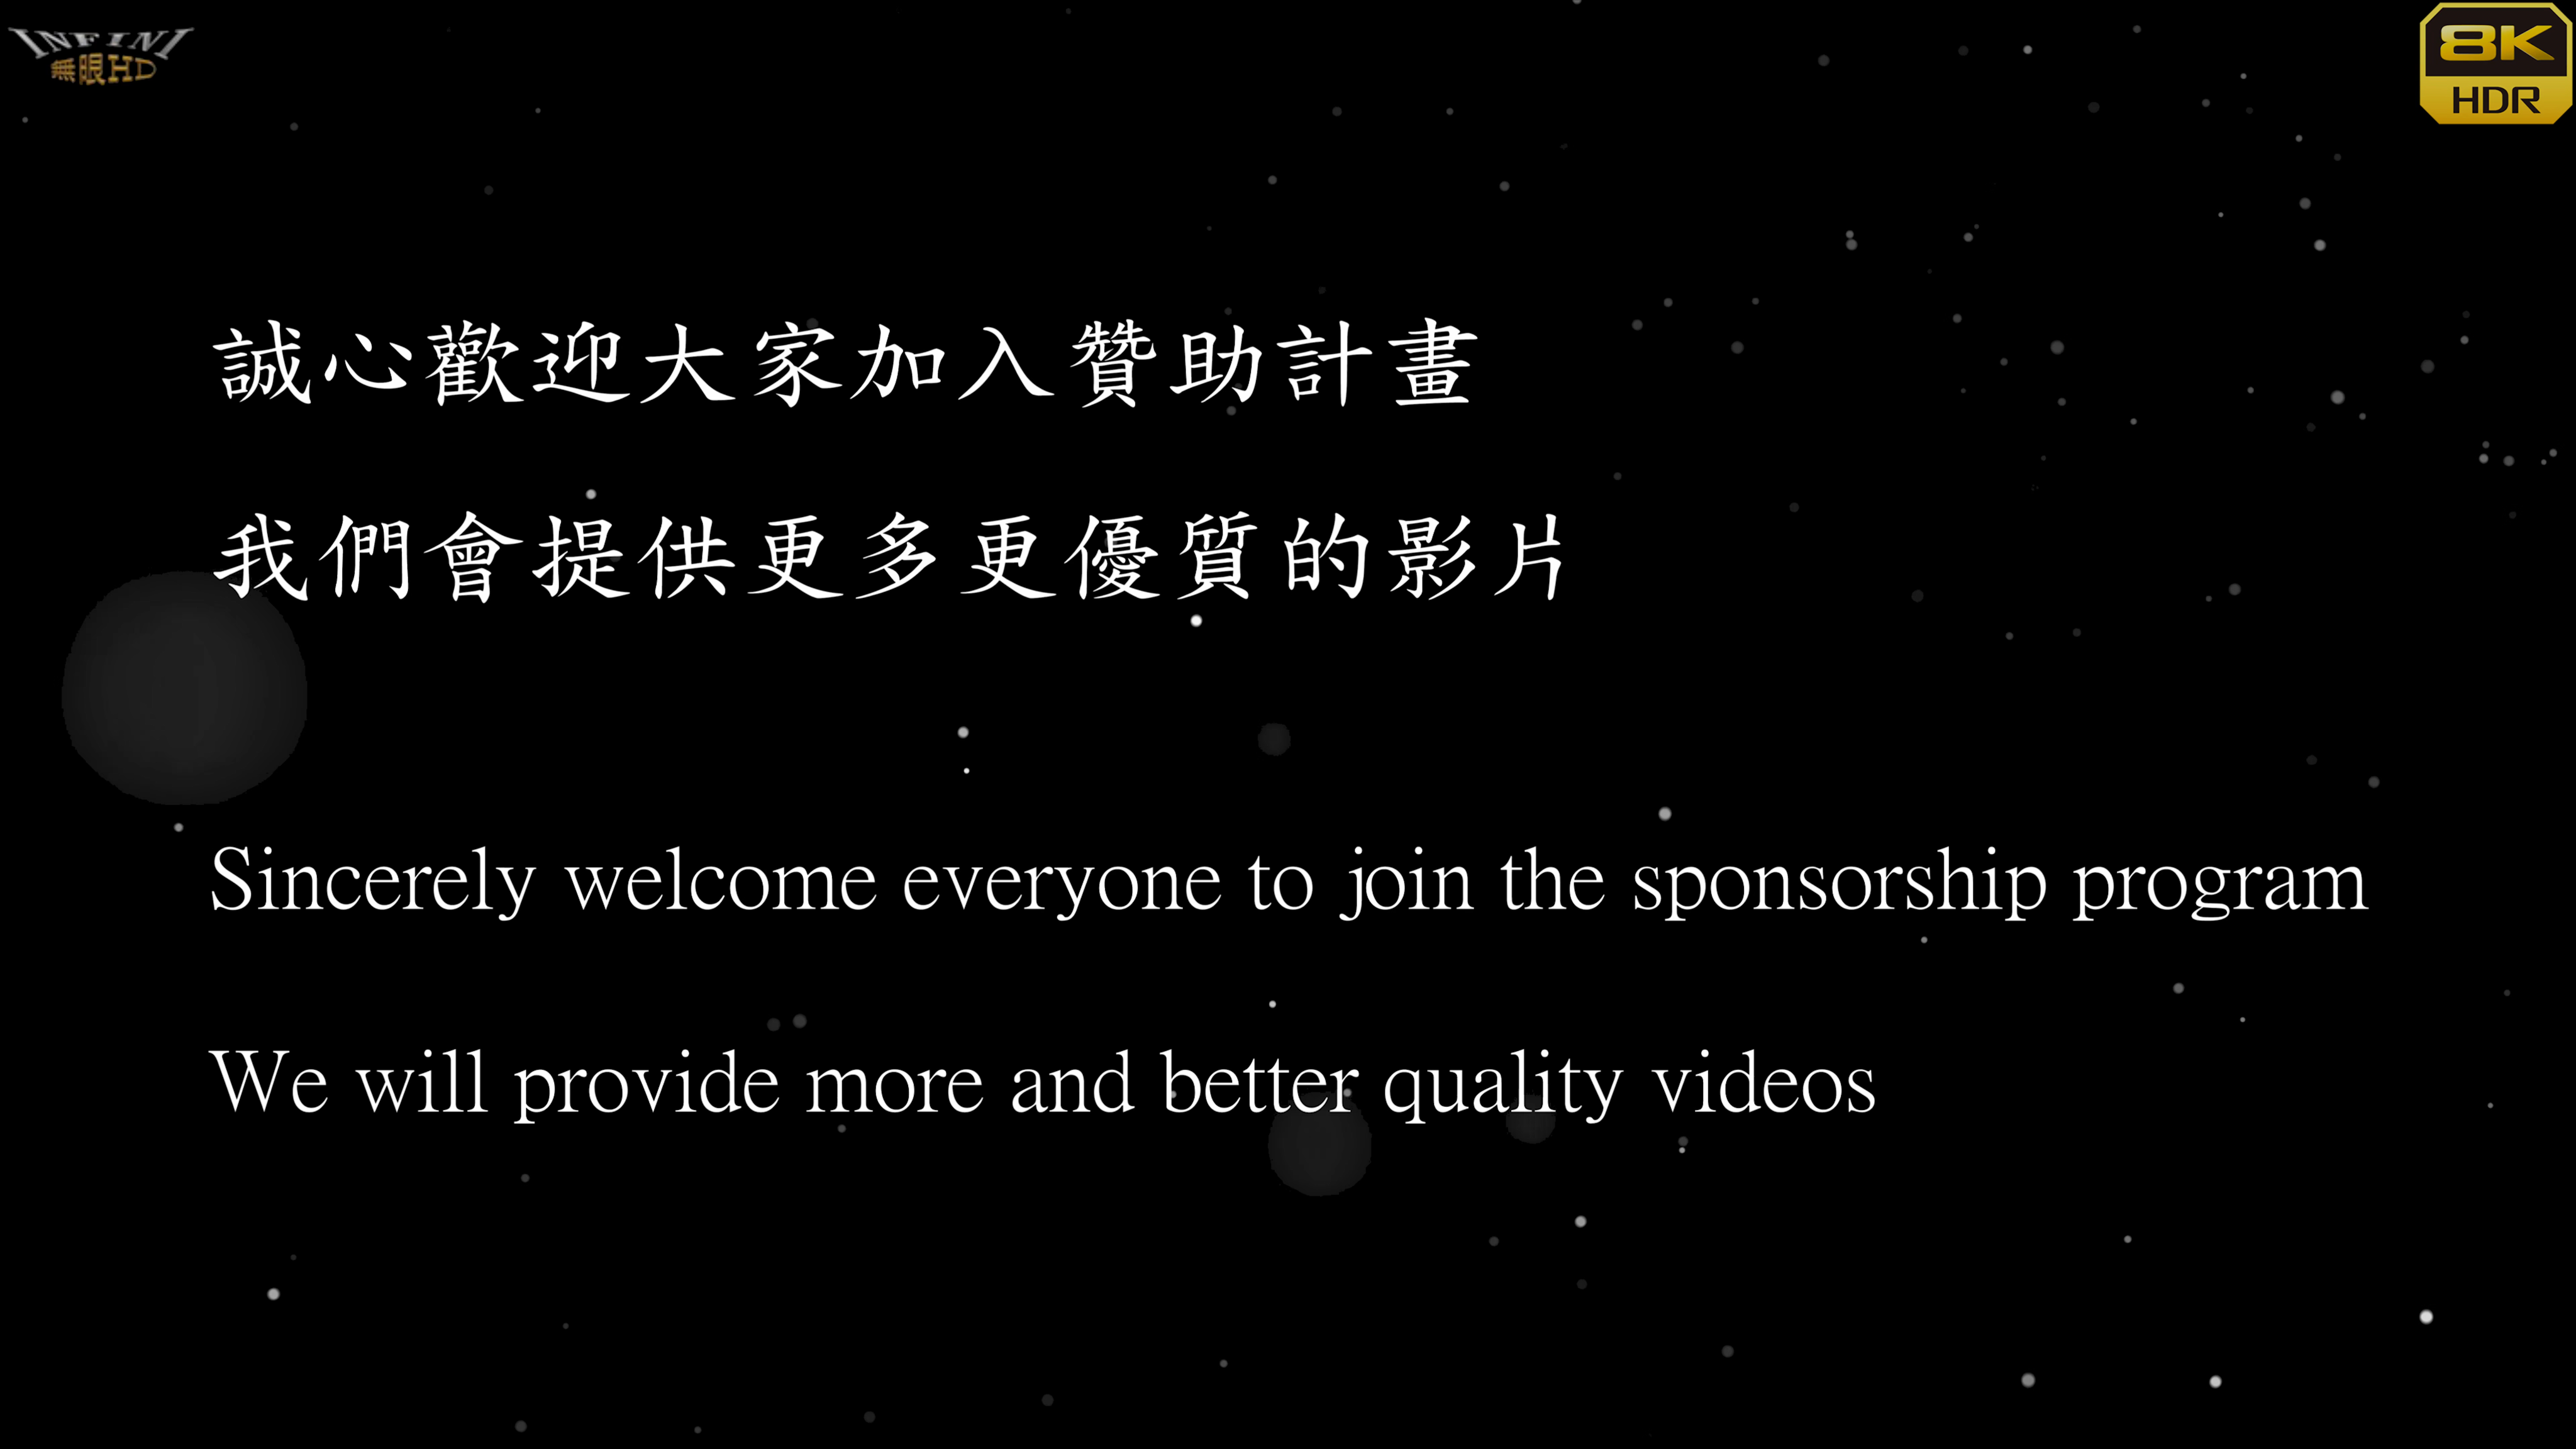 INFINI
無限HD
8K
HDR
誠心歡迎大家加入贊助計畫
我們會提供更多更優質的影片
Sincerely welcome everyone to join the sponsorship program
We will provide more and better quality videos